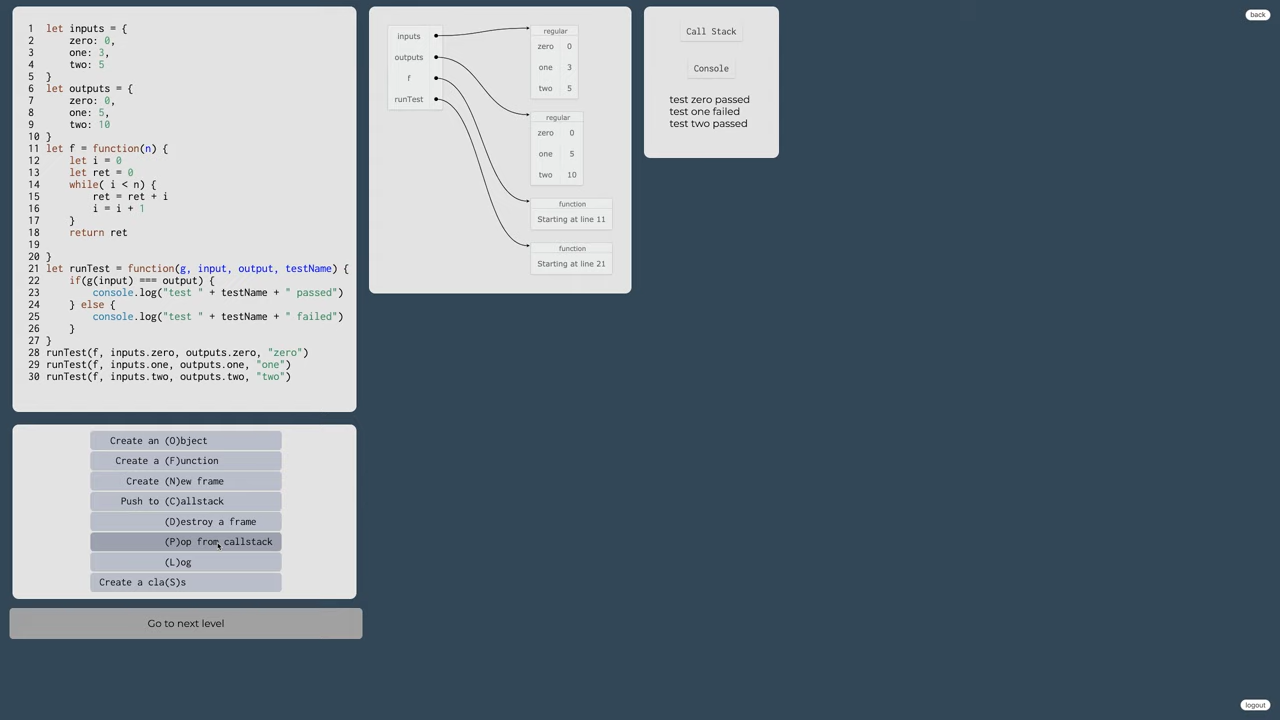 1 let inputs = {
2     zero: 0,
3     one: 3,
4     two: 5
5 }
6 let outputs = {
7     zero: 0,
8     one: 5,
9     two: 10
10 }
11 let f = function(n) {
12     let i = 0
13     let ret = 0
14     while( i < n) {
15         ret = ret + i
16         i = i + 1
17     }
18     return ret
19
20 }
21 let runTest = function(g, input, output, testName) {
22     if(g(input) === output) {
23         console.log("test " + testName + " passed")
24     } else {
25         console.log("test " + testName + " failed")
26     }
27 }
28 runTest(f, inputs.zero, outputs.zero, "zero")
29 runTest(f, inputs.one, outputs.one, "one")
30 runTest(f, inputs.two, outputs.two, "two")
Create an (O)bject
Create a (F)unction
Create (N)ew frame
Push to (C)allstack
(D)estroy a frame
(P)op from callstack
(L)og
Create a cla(S)s
Go to next level
inputs
outputs
f
runTest
regular
zero 0
one 3
two 5
regular
zero 0
one 5
two 10
function
Starting at line 11
function
Starting at line 21
Call Stack
Console
test zero passed
test one failed
test two passed
back
logout